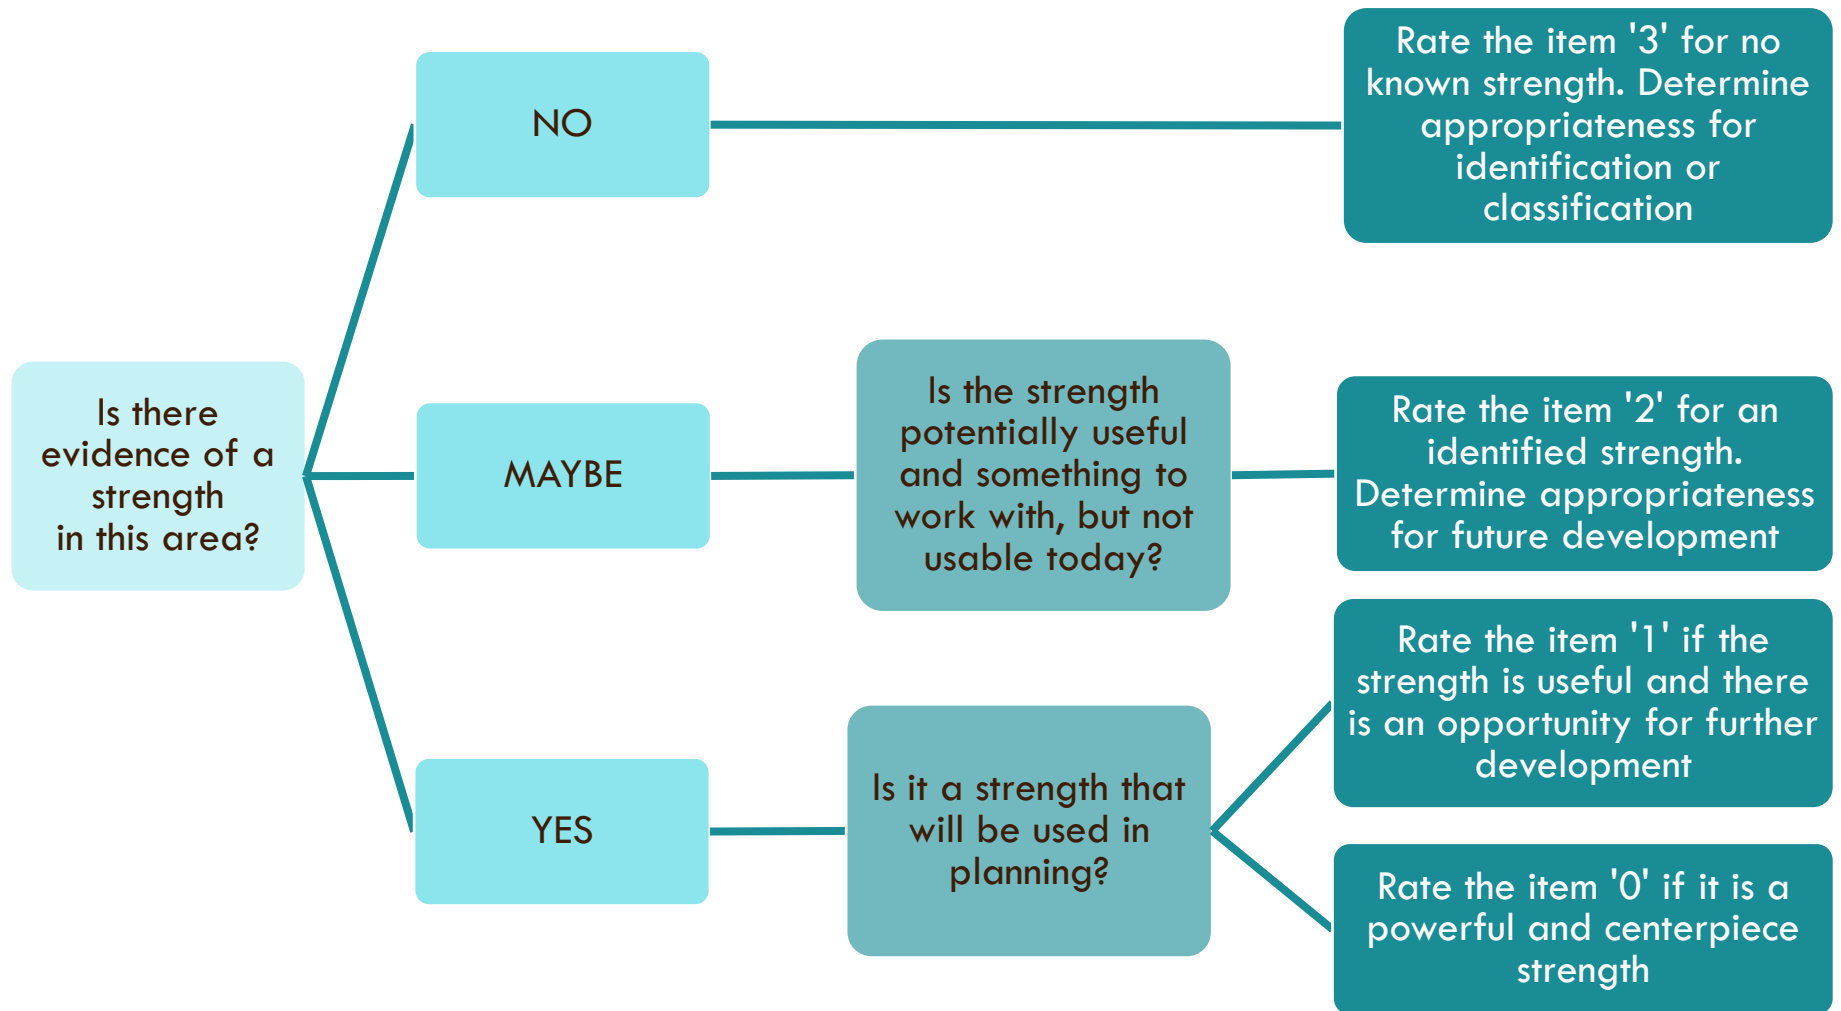 Is there
evidence of a
strength
in this area?
NO
Rate the item '3' for no
known strength. Determine
appropriateness for
identification or
classification
MAYBE
Is the strength
potentially useful
and something to
work with, but not
usable today?
Rate the item '2' for an
identified strength.
Determine appropriateness
for future development
YES
Is it a strength that
will be used in
planning?
Rate the item '1' if the
strength is useful and there
is an opportunity for further
development
Rate the item '0' if it is a
powerful and centerpiece
strength